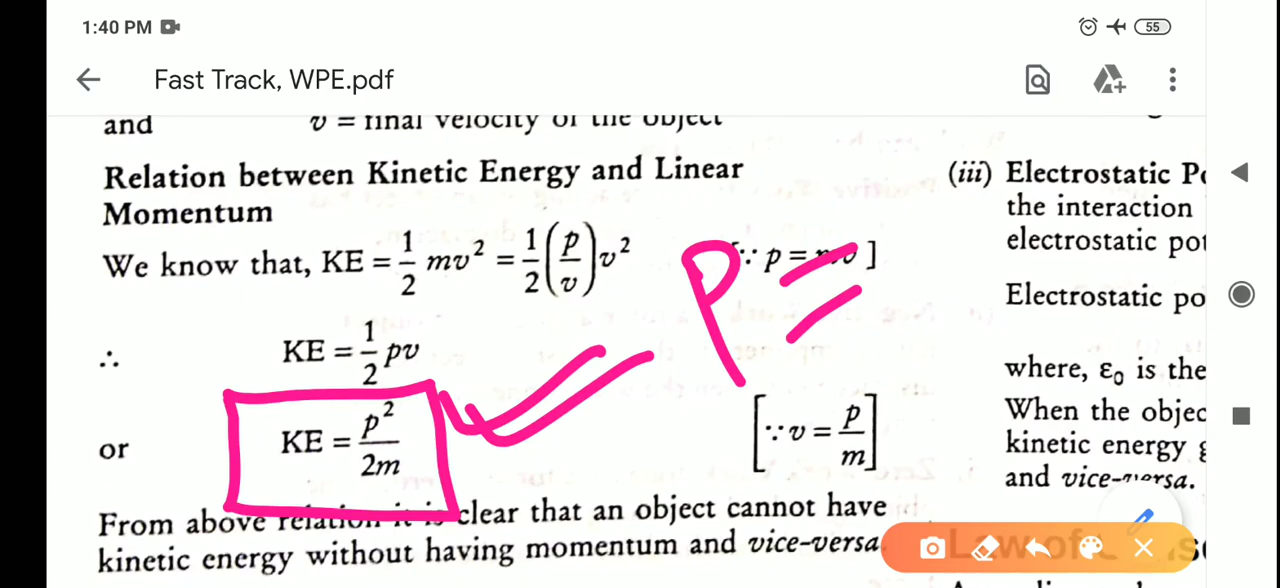 1:40 PM
55
Fast Track, WPE.pdf
and v = final velocity of the object
Relation between Kinetic Energy and Linear
Momentum
We know that, KE = 1/2 mv² = 1/2 (p/v) v² [∵ p = mv]
∴ KE = 1/2 pv
or KE = p²/2m [∵ v = p/m]
From above relation it is clear that an object cannot have
kinetic energy without having momentum and vice-versa.
P =
(iii) Electrostatic
the interaction
electrostatic
Electrostatic
where, ε₀ is the
When the
kinetic energy
and vice-versa.
Law of